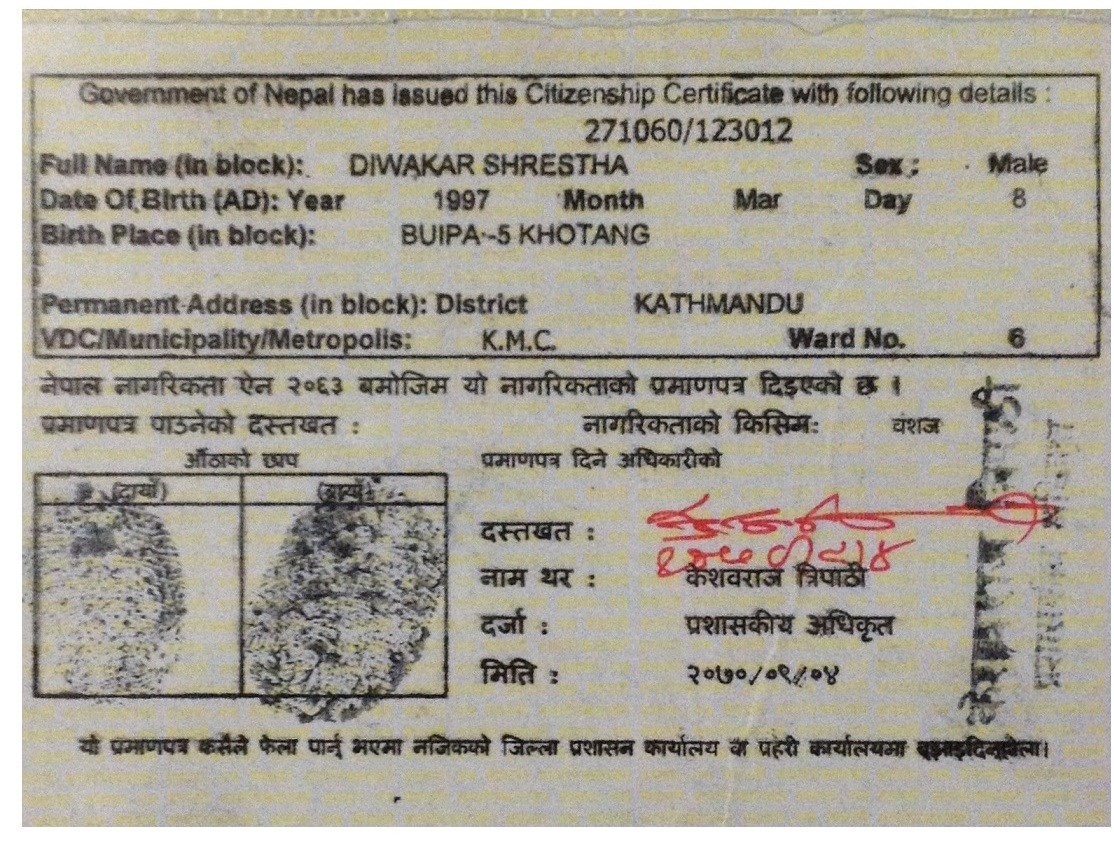 Government of Nepal has issued this Citizenship Certificate with following details :
271060/123012
Full Name (in block): DIWAKAR SHRESTHA Sex : Male
Date Of Birth (AD): Year 1997 Month Mar Day 8
Birth Place (in block): BUIPA -5 KHOTANG
Permanent Address (in block): District KATHMANDU
VDC/Municipality/Metropolis: K.M.C. Ward No. 6
नेपाल नागरिकता ऐन २०६३ बमोजिम यो नागरिकताको प्रमाणपत्र दिइएको छ ।
प्रमाणपत्र पाउनेको दस्तखत : नागरिकताको किसिम: वंशज
औंठाको छाप प्रमाणपत्र दिने अधिकारीको
(दायाँ) (बायाँ)
दस्तखत :
नाम थर : केशवराज त्रिपाठी
दर्जा : प्रशासकीय अधिकृत
मिति : २०७०/०९/०४
यो प्रमाणपत्र कसैले फेला पार्नु भएमा नजिकको जिल्ला प्रशासन कार्यालय वा प्रहरी कार्यालयमा बुझाइदिनुहोला।